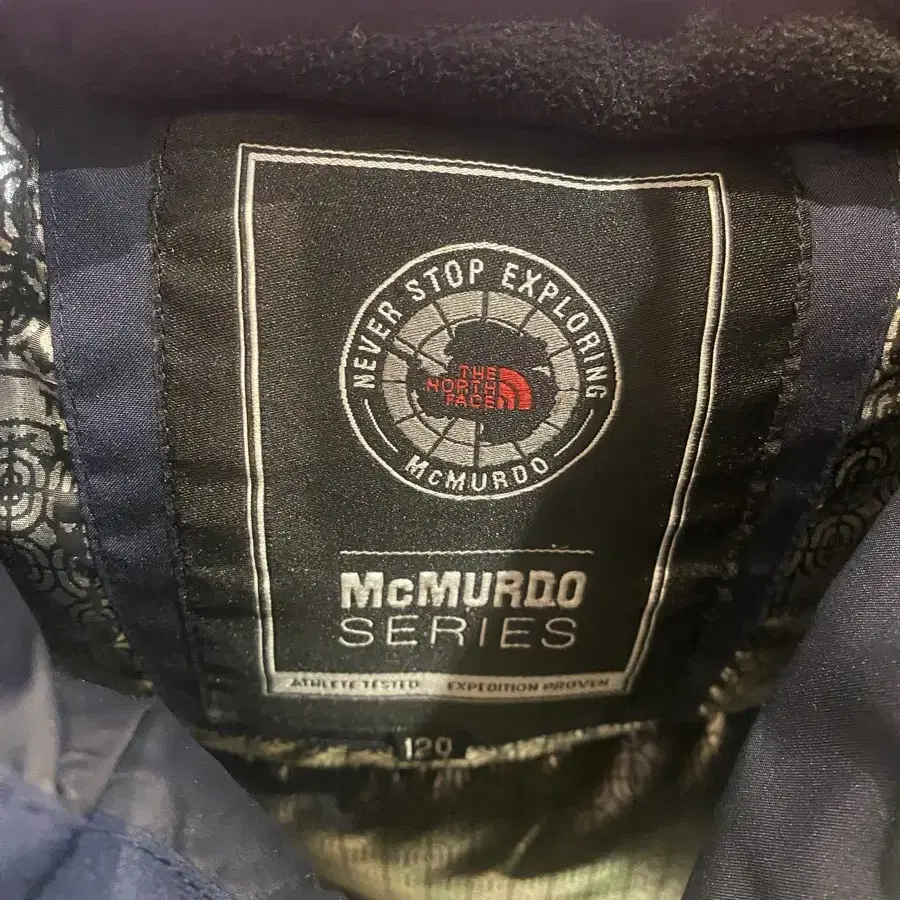 NEVER STOP EXPLORING
THE
NORTH
FACE
McMURDO
McMURDO
SERIES
ATHLETE TESTED EXPEDITION PROVEN
120